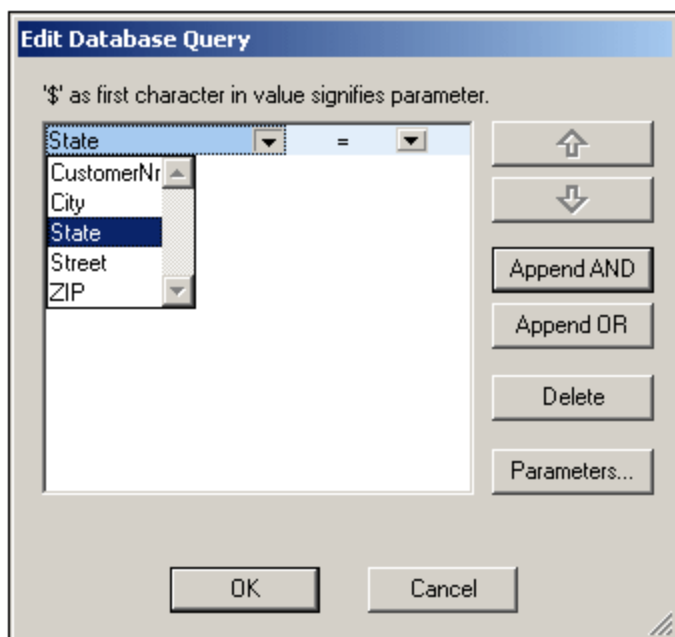 Edit Database Query
'$' as first character in value signifies parameter.
State =
CustomerNr
City
State
Street
ZIP
Append AND
Append OR
Delete
Parameters...
OK Cancel